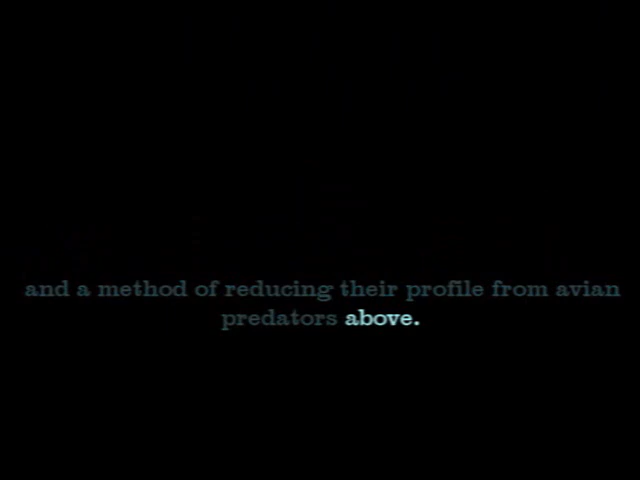 and a method of reducing their profile from avian
predators above.